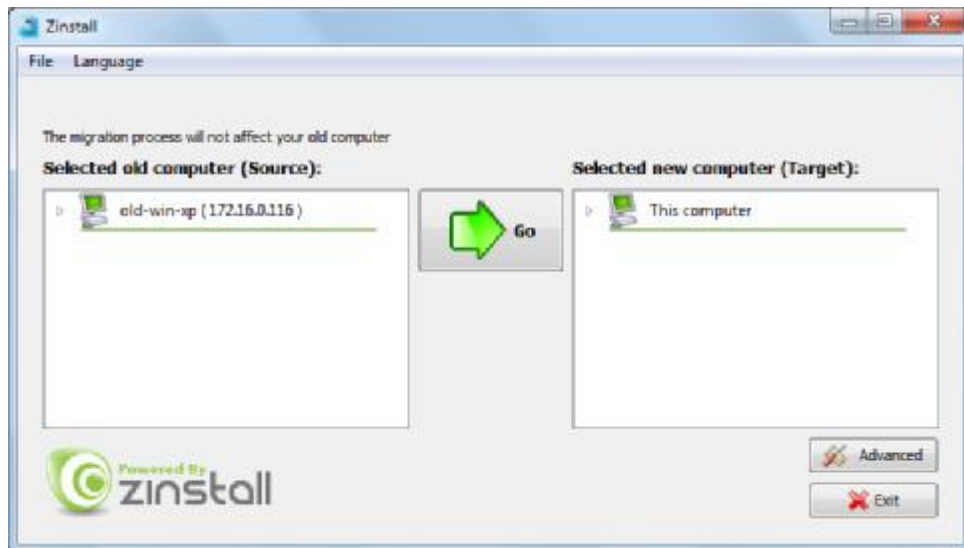 Zinstall
File Language
The migration process will not affect your old computer
Selected old computer (Source):
Selected new computer (Target):
old-win-xp (172.16.0.116)
Go
This computer
Advanced
Powered By
zinstall
Exit